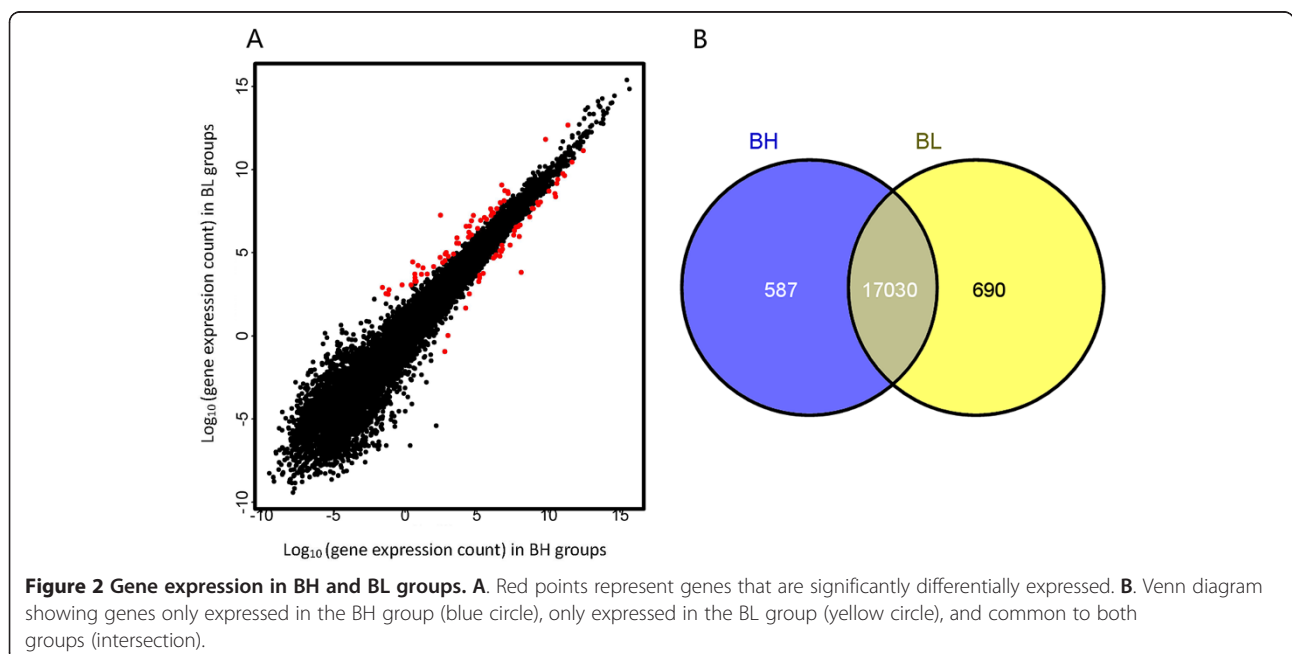 A
B
15
10
5
0
-5
-10
Log₁₀ (gene expression count) in BL groups
-10
-5
0
5
10
15
Log₁₀ (gene expression count) in BH groups
BH
BL
587
17030
690
Figure 2 Gene expression in BH and BL groups. A. Red points represent genes that are significantly differentially expressed. B. Venn diagram
showing genes only expressed in the BH group (blue circle), only expressed in the BL group (yellow circle), and common to both
groups (intersection).